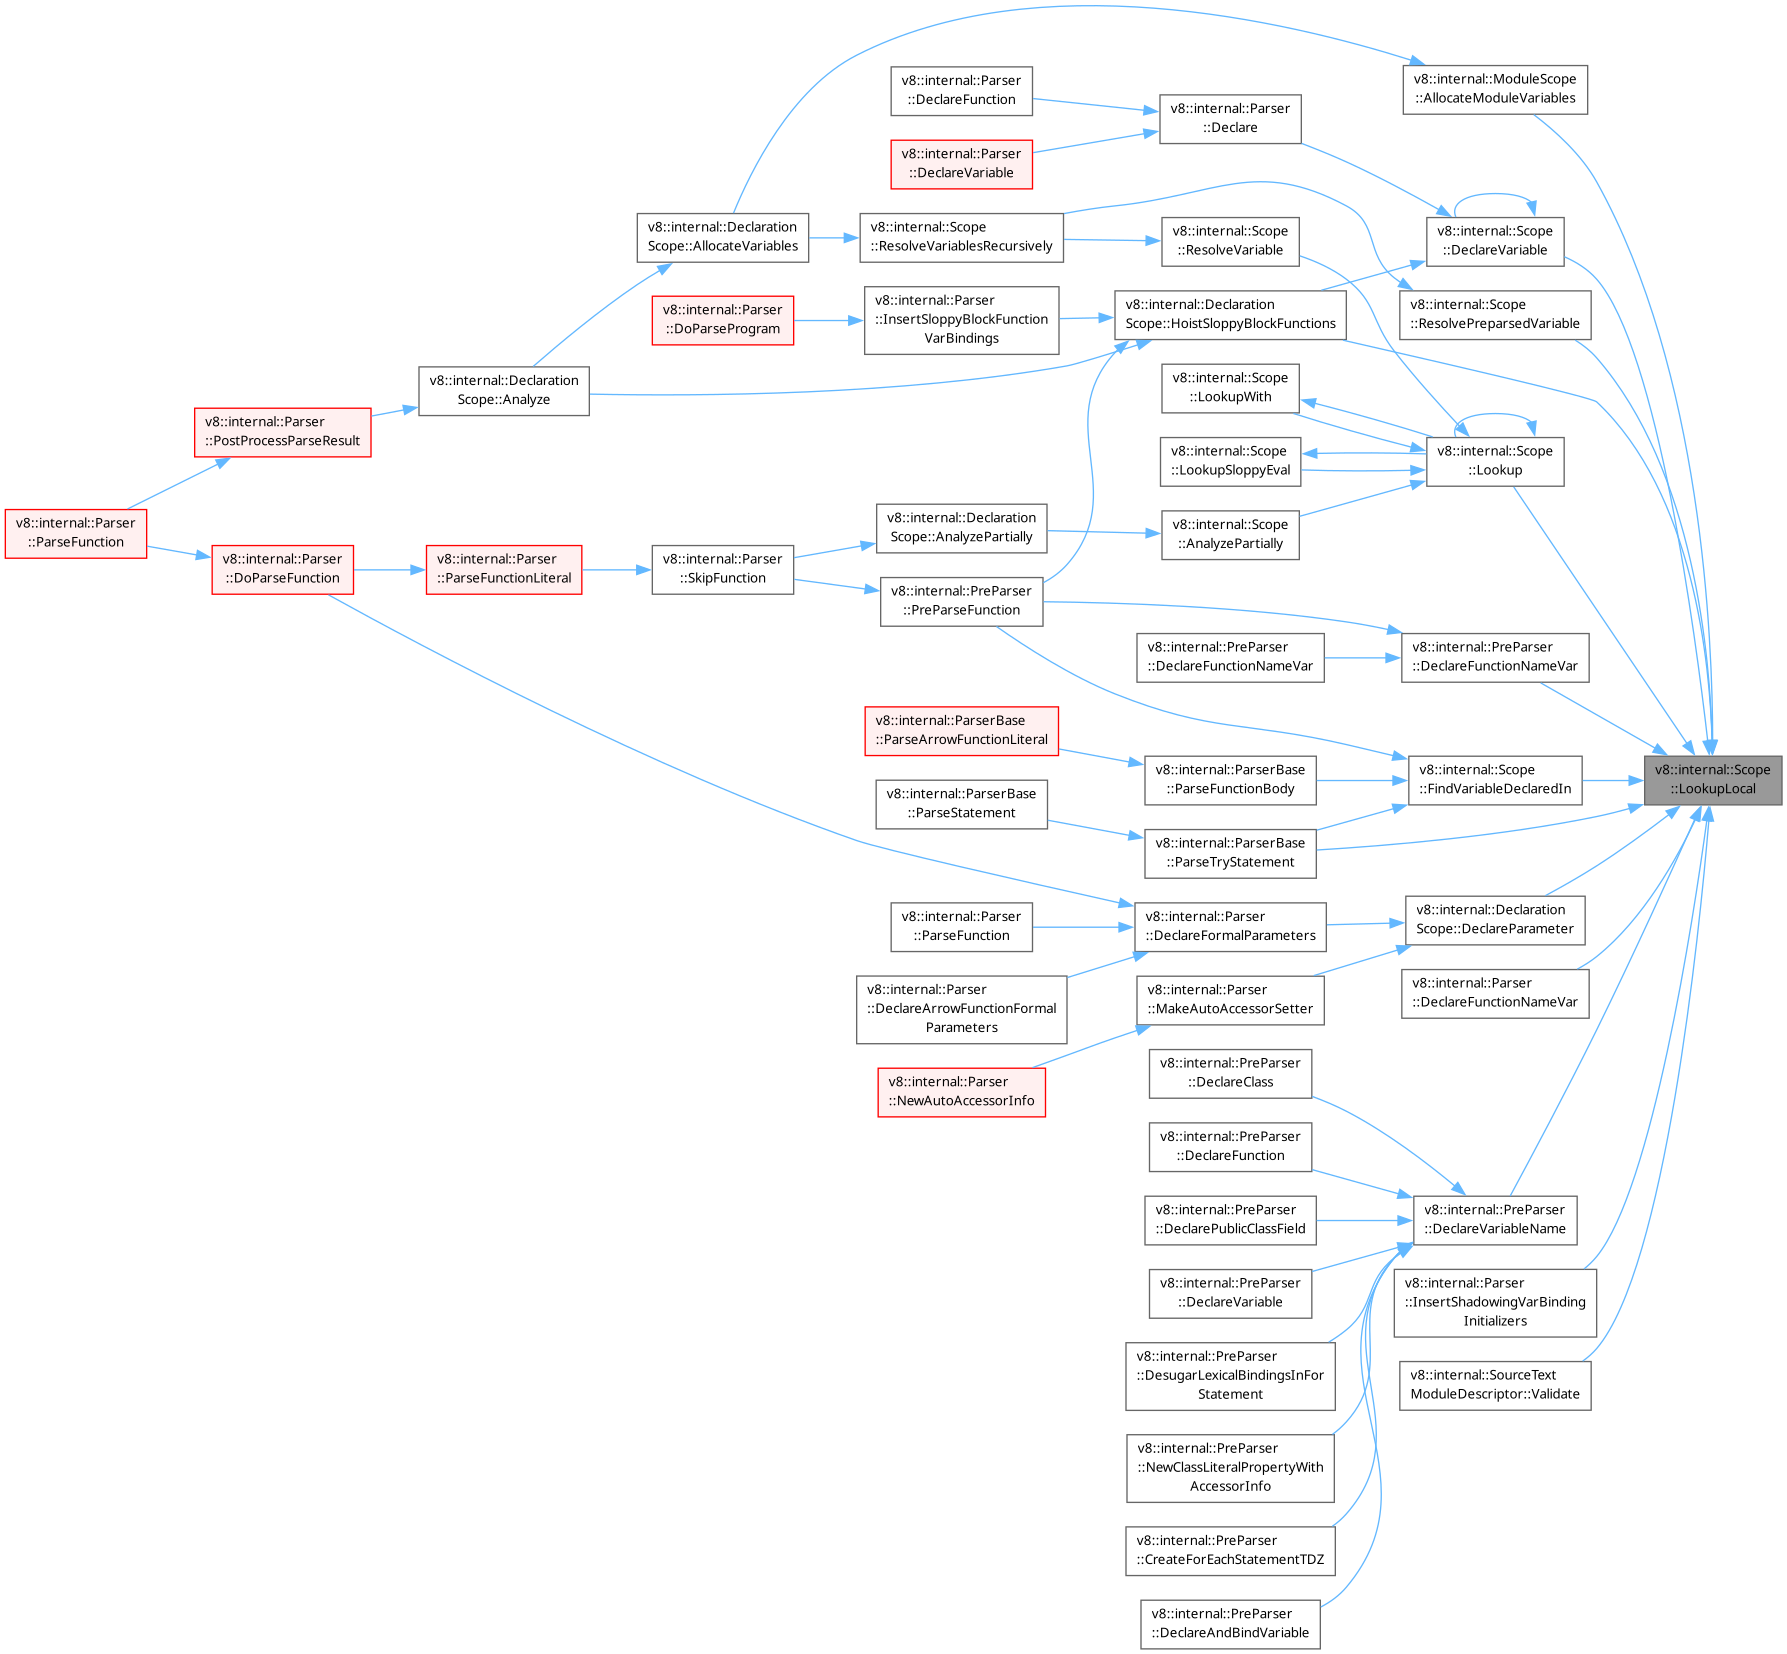 v8::internal::ModuleScope
::AllocateModuleVariables
v8::internal::Parser
::DeclareFunction
v8::internal::Parser
::Declare
v8::internal::Parser
::DeclareVariable
v8::internal::Declaration
Scope::AllocateVariables
v8::internal::Scope
::ResolveVariablesRecursively
v8::internal::Scope
::ResolveVariable
v8::internal::Scope
::DeclareVariable
v8::internal::Parser
::DoParseProgram
v8::internal::Parser
::InsertSloppyBlockFunction
VarBindings
v8::internal::Declaration
Scope::HoistSloppyBlockFunctions
v8::internal::Scope
::ResolvePreparsedVariable
v8::internal::Declaration
Scope::Analyze
v8::internal::Scope
::LookupWith
v8::internal::Parser
::PostProcessParseResult
v8::internal::Scope
::LookupSloppyEval
v8::internal::Scope
::Lookup
v8::internal::Parser
::ParseFunction
v8::internal::Declaration
Scope::AnalyzePartially
v8::internal::Scope
::AnalyzePartially
v8::internal::Parser
::DoParseFunction
v8::internal::Parser
::ParseFunctionLiteral
v8::internal::Parser
::SkipFunction
v8::internal::PreParser
::PreParseFunction
v8::internal::PreParser
::DeclareFunctionNameVar
v8::internal::PreParser
::DeclareFunctionNameVar
v8::internal::ParserBase
::ParseArrowFunctionLiteral
v8::internal::ParserBase
::ParseFunctionBody
v8::internal::Scope
::FindVariableDeclaredIn
v8::internal::Scope
::LookupLocal
v8::internal::ParserBase
::ParseStatement
v8::internal::ParserBase
::ParseTryStatement
v8::internal::Parser
::ParseFunction
v8::internal::Parser
::DeclareFormalParameters
v8::internal::Declaration
Scope::DeclareParameter
v8::internal::Parser
::DeclareArrowFunctionFormal
Parameters
v8::internal::Parser
::MakeAutoAccessorSetter
v8::internal::Parser
::DeclareFunctionNameVar
v8::internal::Parser
::NewAutoAccessorInfo
v8::internal::PreParser
::DeclareClass
v8::internal::PreParser
::DeclareFunction
v8::internal::PreParser
::DeclarePublicClassField
v8::internal::PreParser
::DeclareVariableName
v8::internal::PreParser
::DeclareVariable
v8::internal::Parser
::InsertShadowingVarBinding
Initializers
v8::internal::PreParser
::DesugarLexicalBindingsInFor
Statement
v8::internal::SourceText
ModuleDescriptor::Validate
v8::internal::PreParser
::NewClassLiteralPropertyWith
AccessorInfo
v8::internal::PreParser
::CreateForEachStatementTDZ
v8::internal::PreParser
::DeclareAndBindVariable